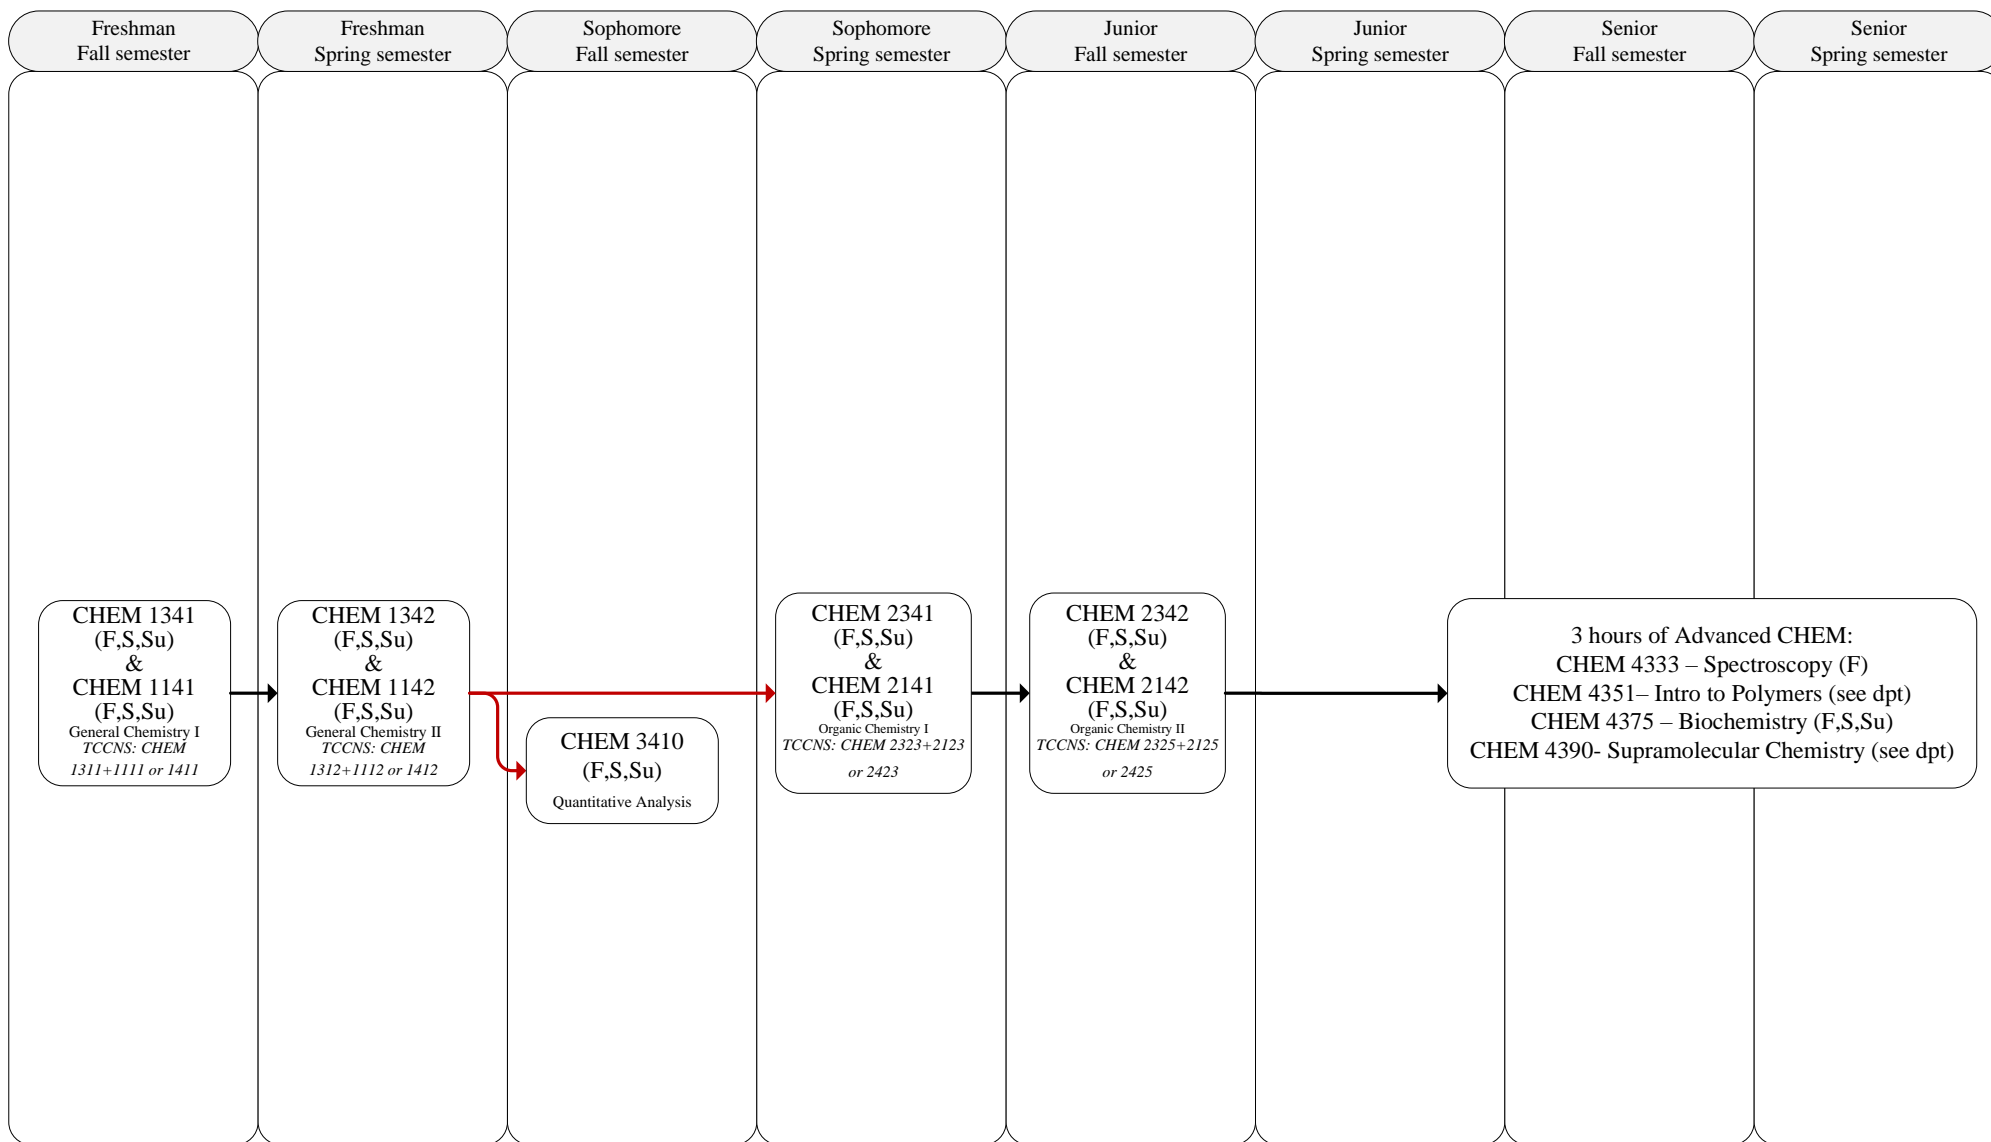 Freshman
Fall semester
Freshman
Spring semester
Sophomore
Fall semester
Sophomore
Spring semester
Junior
Fall semester
Junior
Spring semester
Senior
Fall semester
Senior
Spring semester
CHEM 1341
(F,S,Su)
&
CHEM 1141
(F,S,Su)
General Chemistry I
TCCNS: CHEM
1311+1111 or 1411
CHEM 1342
(F,S,Su)
&
CHEM 1142
(F,S,Su)
General Chemistry II
TCCNS: CHEM
1312+1112 or 1412
CHEM 3410
(F,S,Su)
Quantitative Analysis
CHEM 2341
(F,S,Su)
&
CHEM 2141
(F,S,Su)
Organic Chemistry I
TCCNS: CHEM 2323+2123
or 2423
CHEM 2342
(F,S,Su)
&
CHEM 2142
(F,S,Su)
Organic Chemistry II
TCCNS: CHEM 2325+2125
or 2425
3 hours of Advanced CHEM:
CHEM 4333 – Spectroscopy (F)
CHEM 4351– Intro to Polymers (see dpt)
CHEM 4375 – Biochemistry (F,S,Su)
CHEM 4390- Supramolecular Chemistry (see dpt)